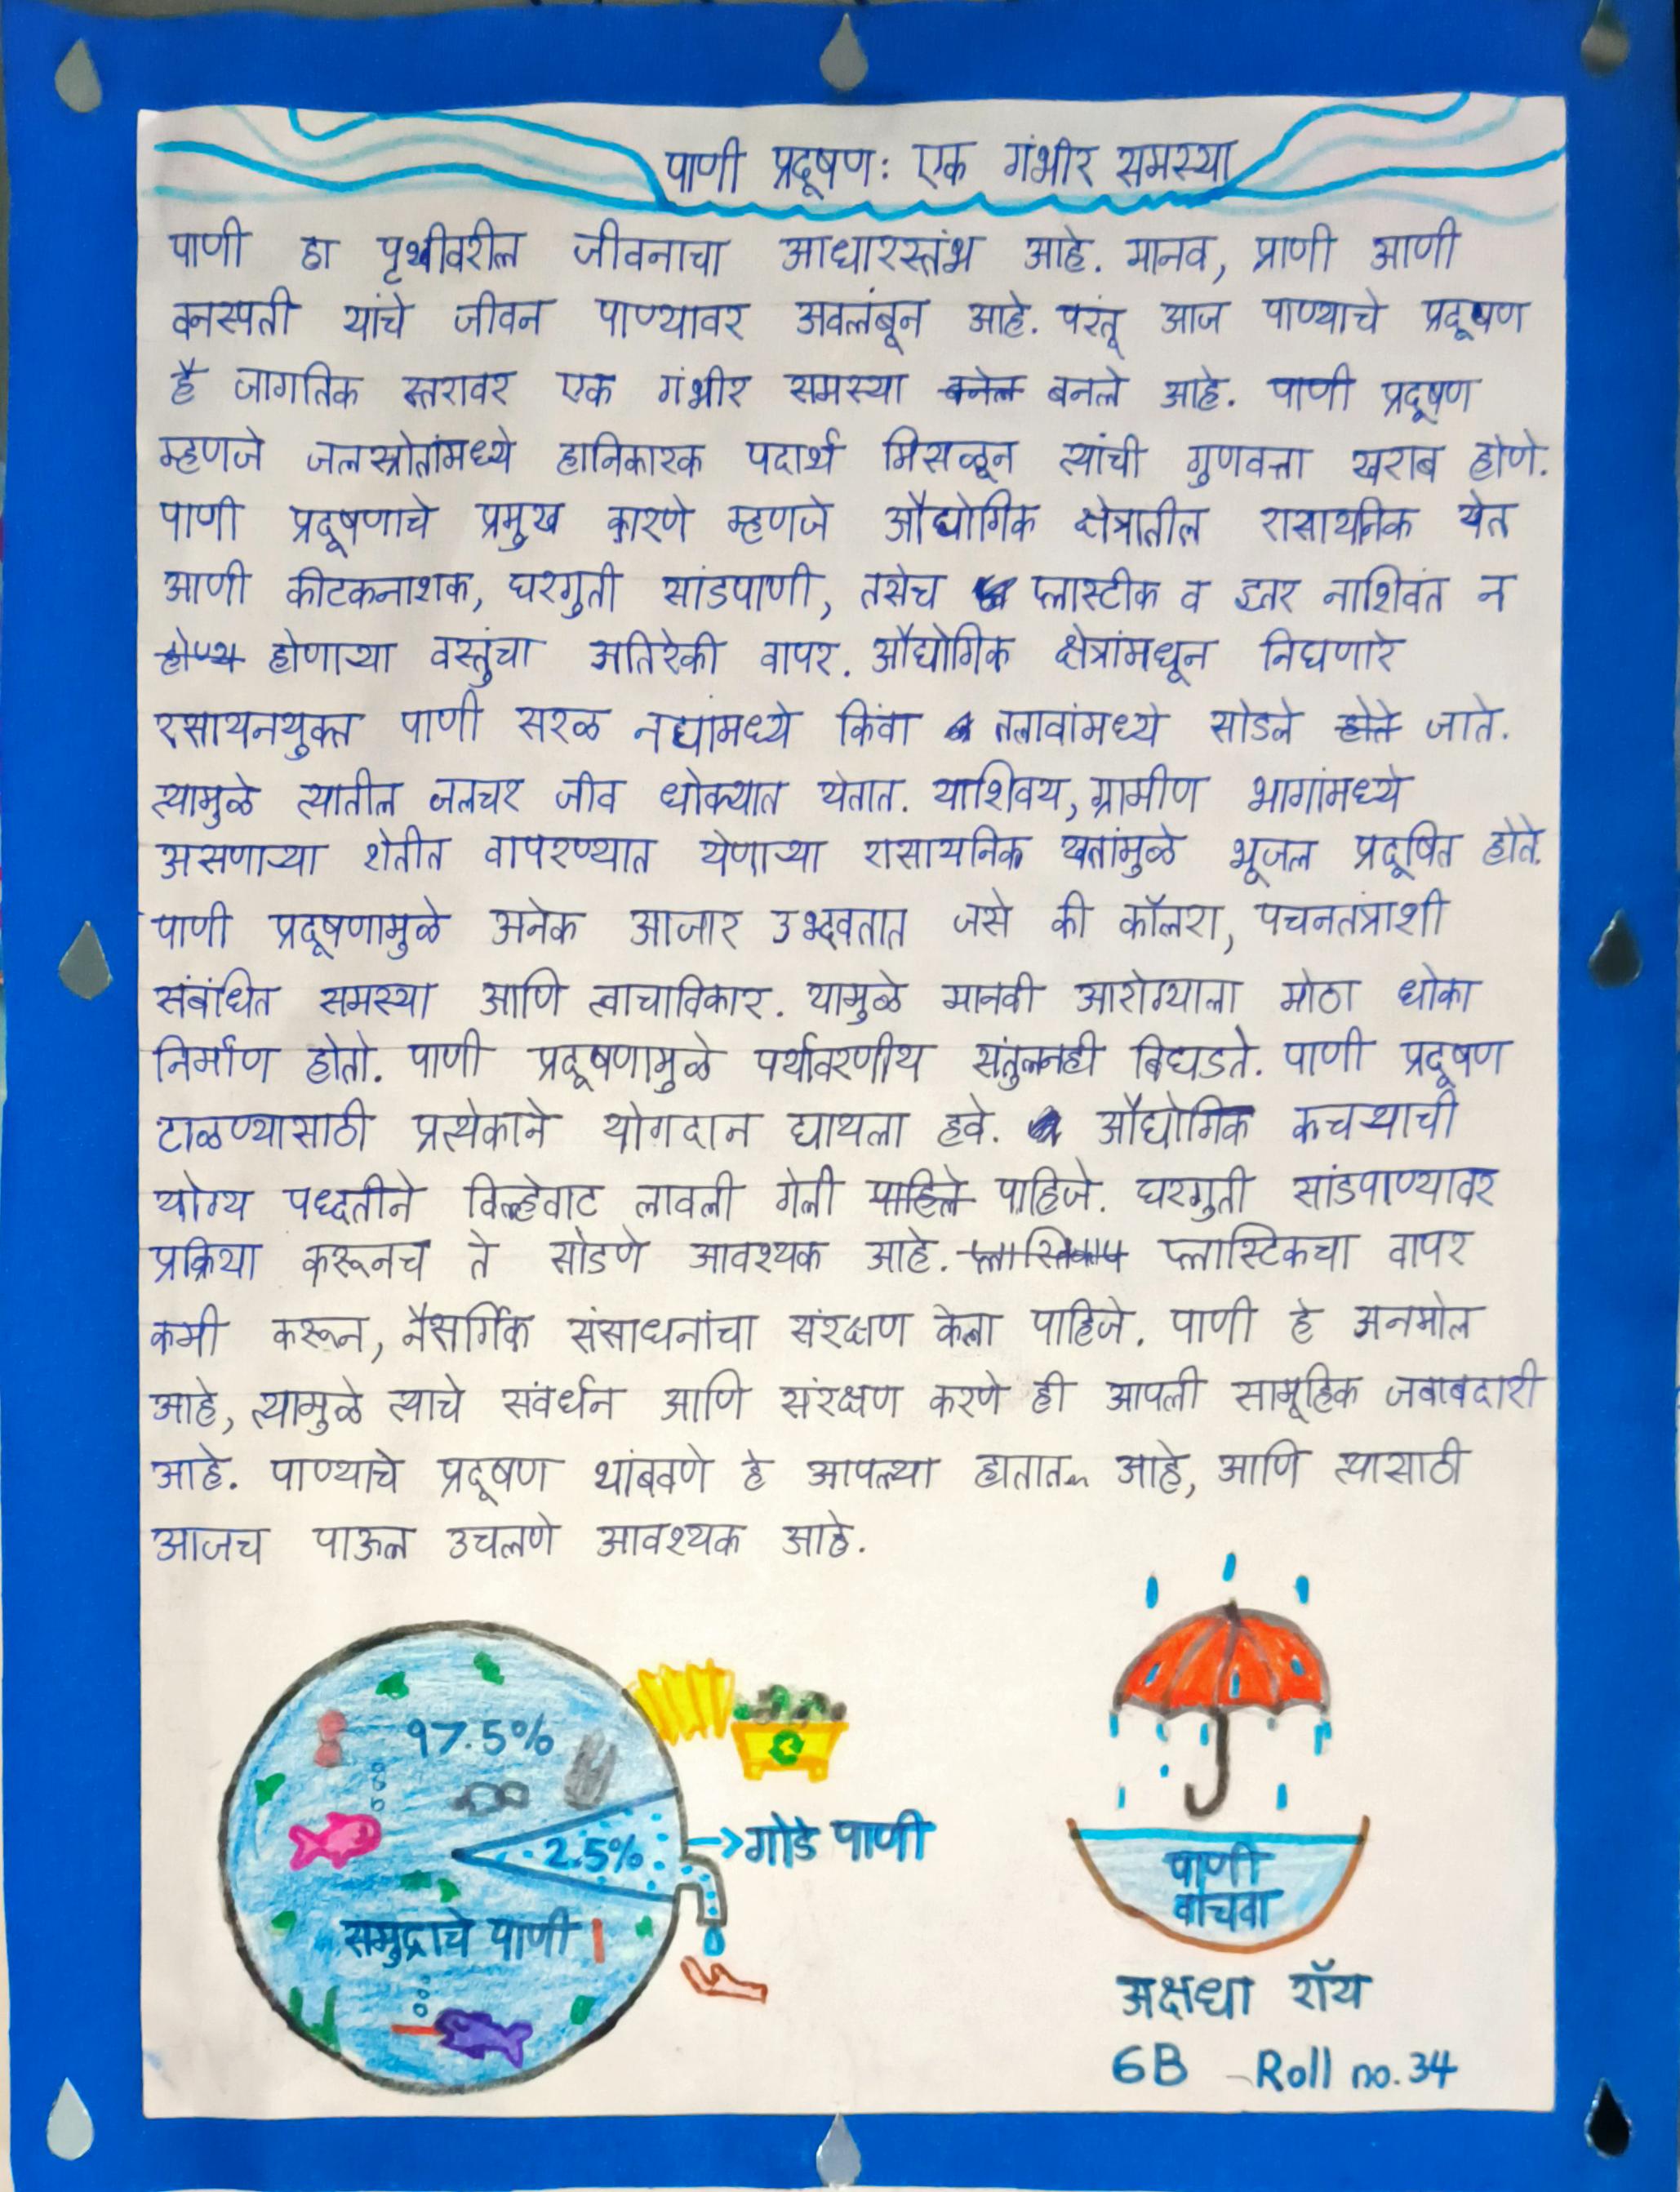 पाणी प्रदूषण: एक गंभीर समस्या
पाणी हा पृथ्वीवरील जीवनाचा आधारस्तंभ आहे. मानव, प्राणी आणी
वनस्पती यांचे जीवन पाण्यावर अवलंबून आहे. परंतू आज पाण्याचे प्रदूषण
हे जागतिक स्तरावर एक गंभीर समस्या बनले आहे. पाणी प्रदूषण
म्हणजे जलस्त्रोतांमध्ये हानिकारक पदार्थ मिसळून त्यांची गुणवत्ता खराब होणे.
पाणी प्रदूषणाचे प्रमुख कारणे म्हणजे औद्योगिक क्षेत्रातील रासायनिक येत
आणी कीटकनाशक, घरगुती सांडपाणी, तसेच प्लास्टीक व इतर नाशिवंत न
होणाऱ्या वस्तुंचा अतिरेकी वापर. औद्योगिक क्षेत्रांमधून निघणारे
रसायनयुक्त पाणी सरळ नद्यांमध्ये किंवा तलावांमध्ये सोडले जाते.
त्यामुळे त्यातील जलचर जीव धोक्यात येतात. याशिवय, ग्रामीण भागांमध्ये
असणाऱ्या शेतीत वापरण्यात येणाऱ्या रासायनिक खतांमुळे भूजल प्रदूषित होते.
पाणी प्रदूषणामुळे अनेक आजार उद्भवतात जसे की कॉलरा, पचनतंत्राशी
संबंधित समस्या आणि त्वाचाविकार. यामुळे मानवी आरोग्याला मोठा धोका
निर्माण होतो. पाणी प्रदूषणामुळे पर्यावरणीय संतुलनही बिघडते. पाणी प्रदूषण
टाळण्यासाठी प्रत्येकाने योगदान द्यायला हवे. औद्योगिक कचऱ्याची
योग्य पध्दतीने विल्हेवाट लावली गेली पाहिजे. घरगुती सांडपाण्यावर
प्रक्रिया करूनच ते सोडणे आवश्यक आहे. प्लास्टिकचा वापर
कमी करून, नैसर्गिक संसाधनांचा संरक्षण केला पाहिजे. पाणी हे अनमोल
आहे, त्यामुळे त्याचे संवर्धन आणि संरक्षण करणे ही आपली सामूहिक जबाबदारी
आहे. पाण्याचे प्रदूषण थांबवणे हे आपल्या हातात आहे, आणि त्यासाठी
आजच पाऊल उचलणे आवश्यक आहे.
97.5%
2.5%
गोडे पाणी
समुद्राचे पाणी
पाणी
वाचवा
अक्षधा रॉय
6B Roll no. 34